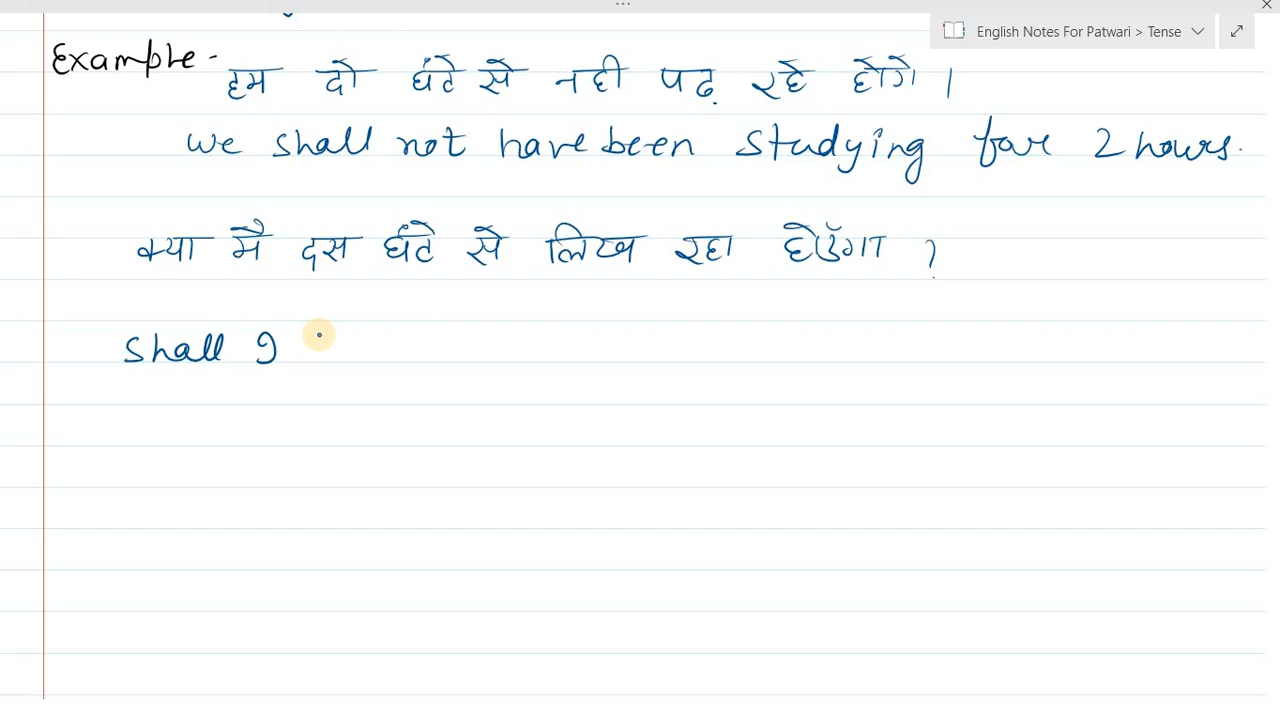 English Notes For Patwari > Tense
Example -
हम दो घंटे से नही पढ़ रहे होंगे ।
We shall not have been studying for 2 hours.
क्या मै दस घंटे से लिख रहा होऊँगा ?
Shall I